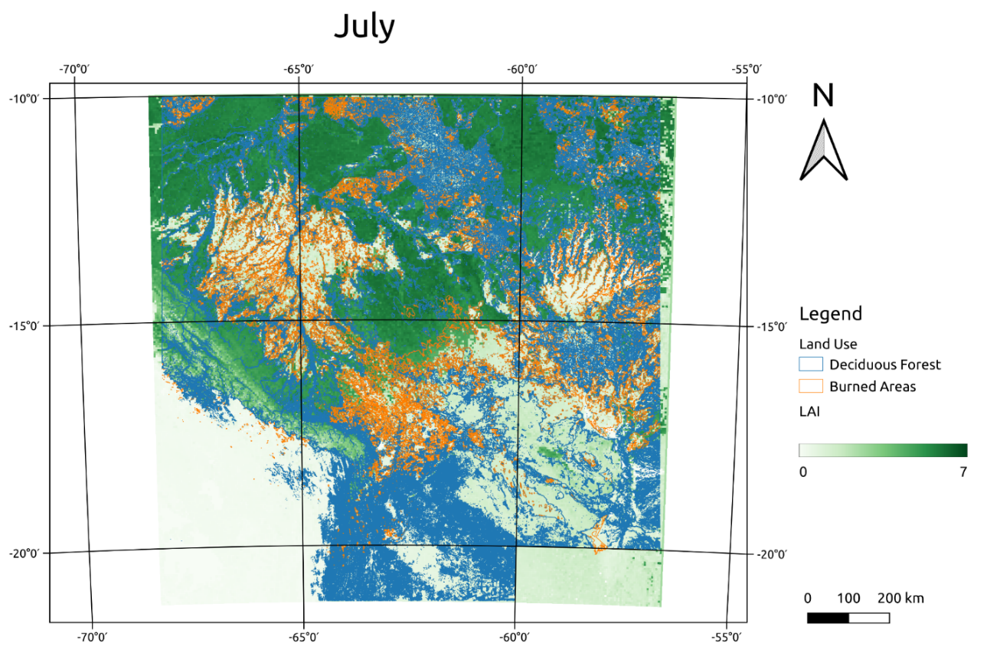 July
-70°0′ -65°0′ -60°0′ -55°0′
-10°0′ -10°0′
N
-15°0′ -15°0′
Legend
Land Use
Deciduous Forest
Burned Areas
LAI
0 7
-20°0′ -20°0′
0 100 200 km
-70°0′ -65°0′ -60°0′ -55°0′